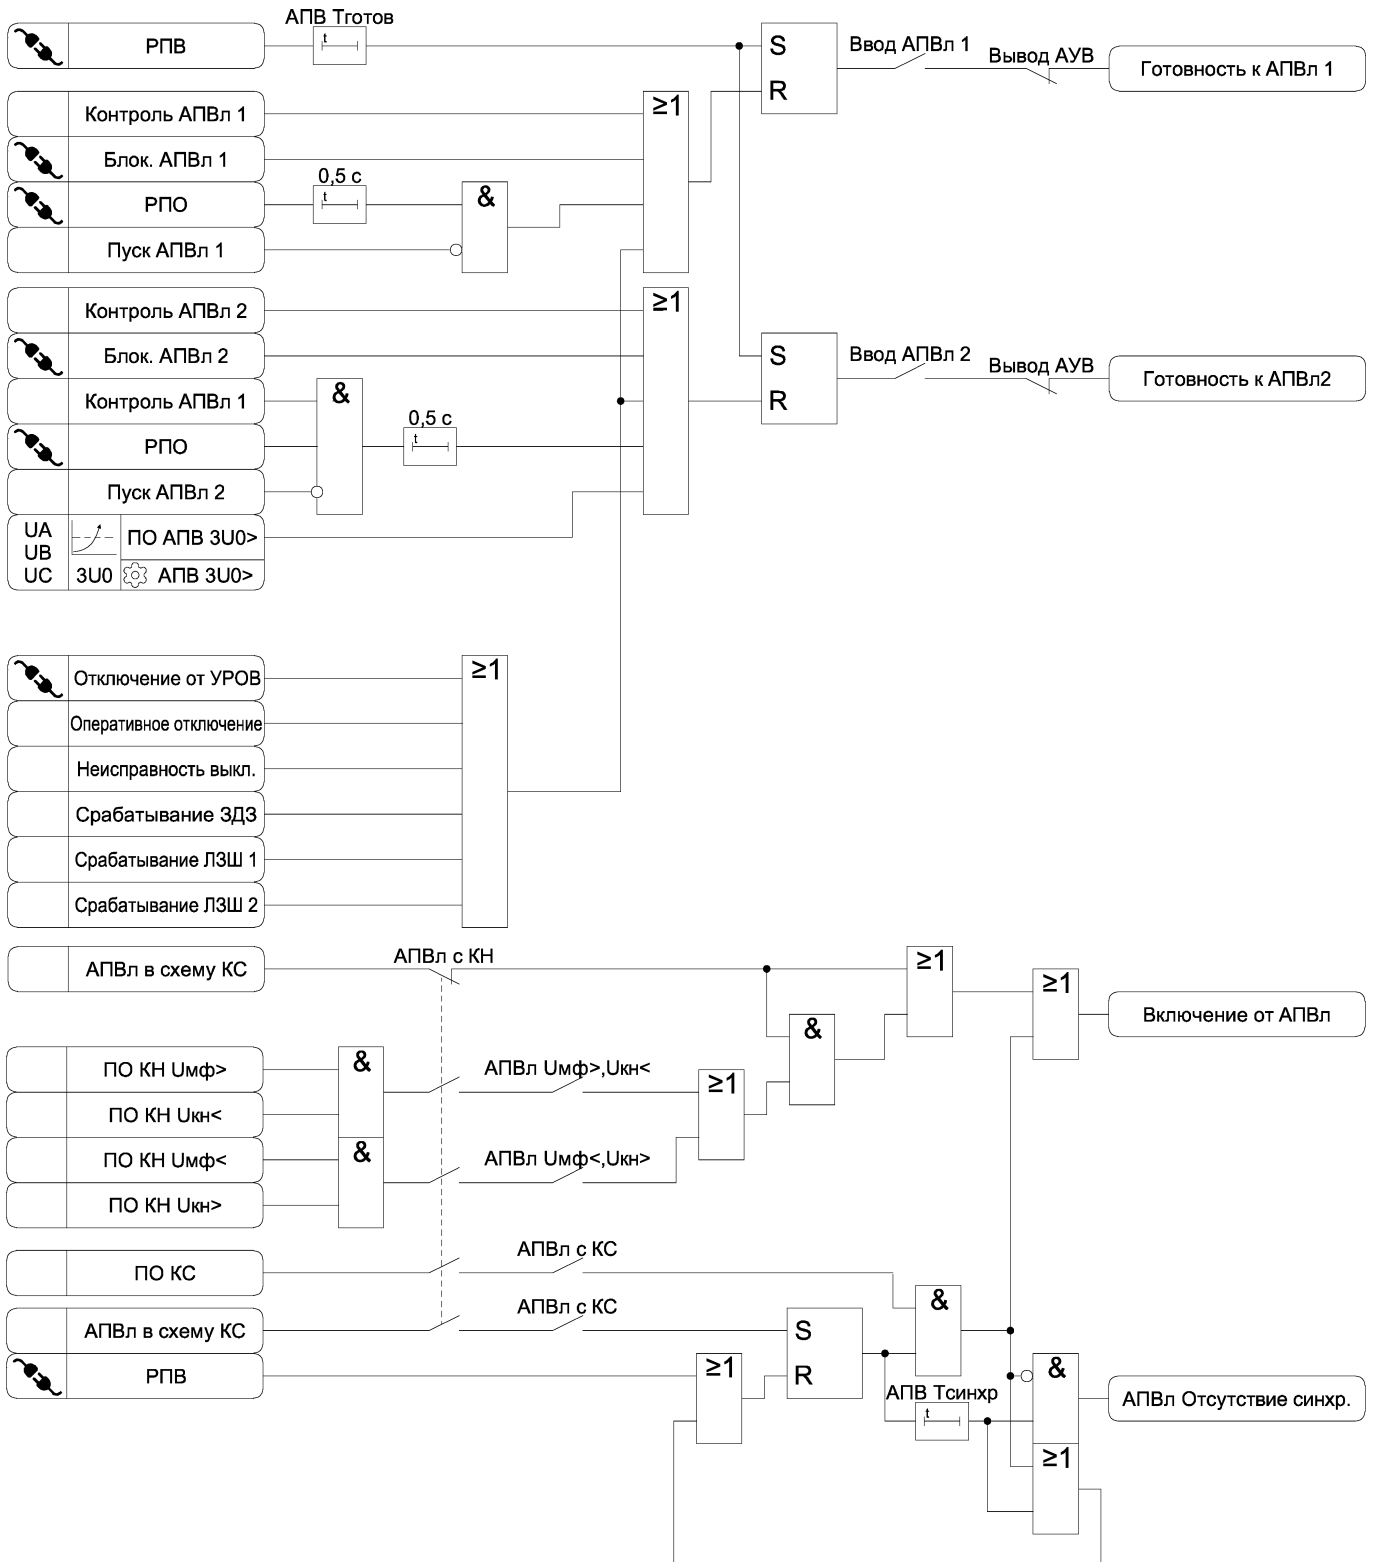 АПВ Тготов
РПВ
S
R
Ввод АПВл 1
Вывод АУВ
Готовность к АПВл 1
Контроль АПВл 1
≥1
Блок. АПВл 1
0,5 с
РПО
&
Пуск АПВл 1
Контроль АПВл 2
≥1
Блок. АПВл 2
S
R
Ввод АПВл 2
Вывод АУВ
Готовность к АПВл2
Контроль АПВл 1
&
0,5 с
РПО
Пуск АПВл 2
UA
UB
UC
3U0
ПО АПВ 3U0>
АПВ 3U0>
Отключение от УРОВ
≥1
Оперативное отключение
Неисправность выкл.
Срабатывание ЗДЗ
Срабатывание ЛЗШ 1
Срабатывание ЛЗШ 2
АПВл в схему КС
АПВл с КН
≥1
≥1
Включение от АПВл
&
ПО КН Uмф>
&
АПВл Uмф>,Uкн<
≥1
ПО КН Uкн<
ПО КН Uмф<
&
АПВл Uмф<,Uкн>
ПО КН Uкн>
ПО КС
АПВл с КС
&
АПВл в схему КС
АПВл с КС
S
R
РПВ
≥1
АПВ Тсинхр
&
АПВл Отсутствие синхр.
≥1
t
t
t
t